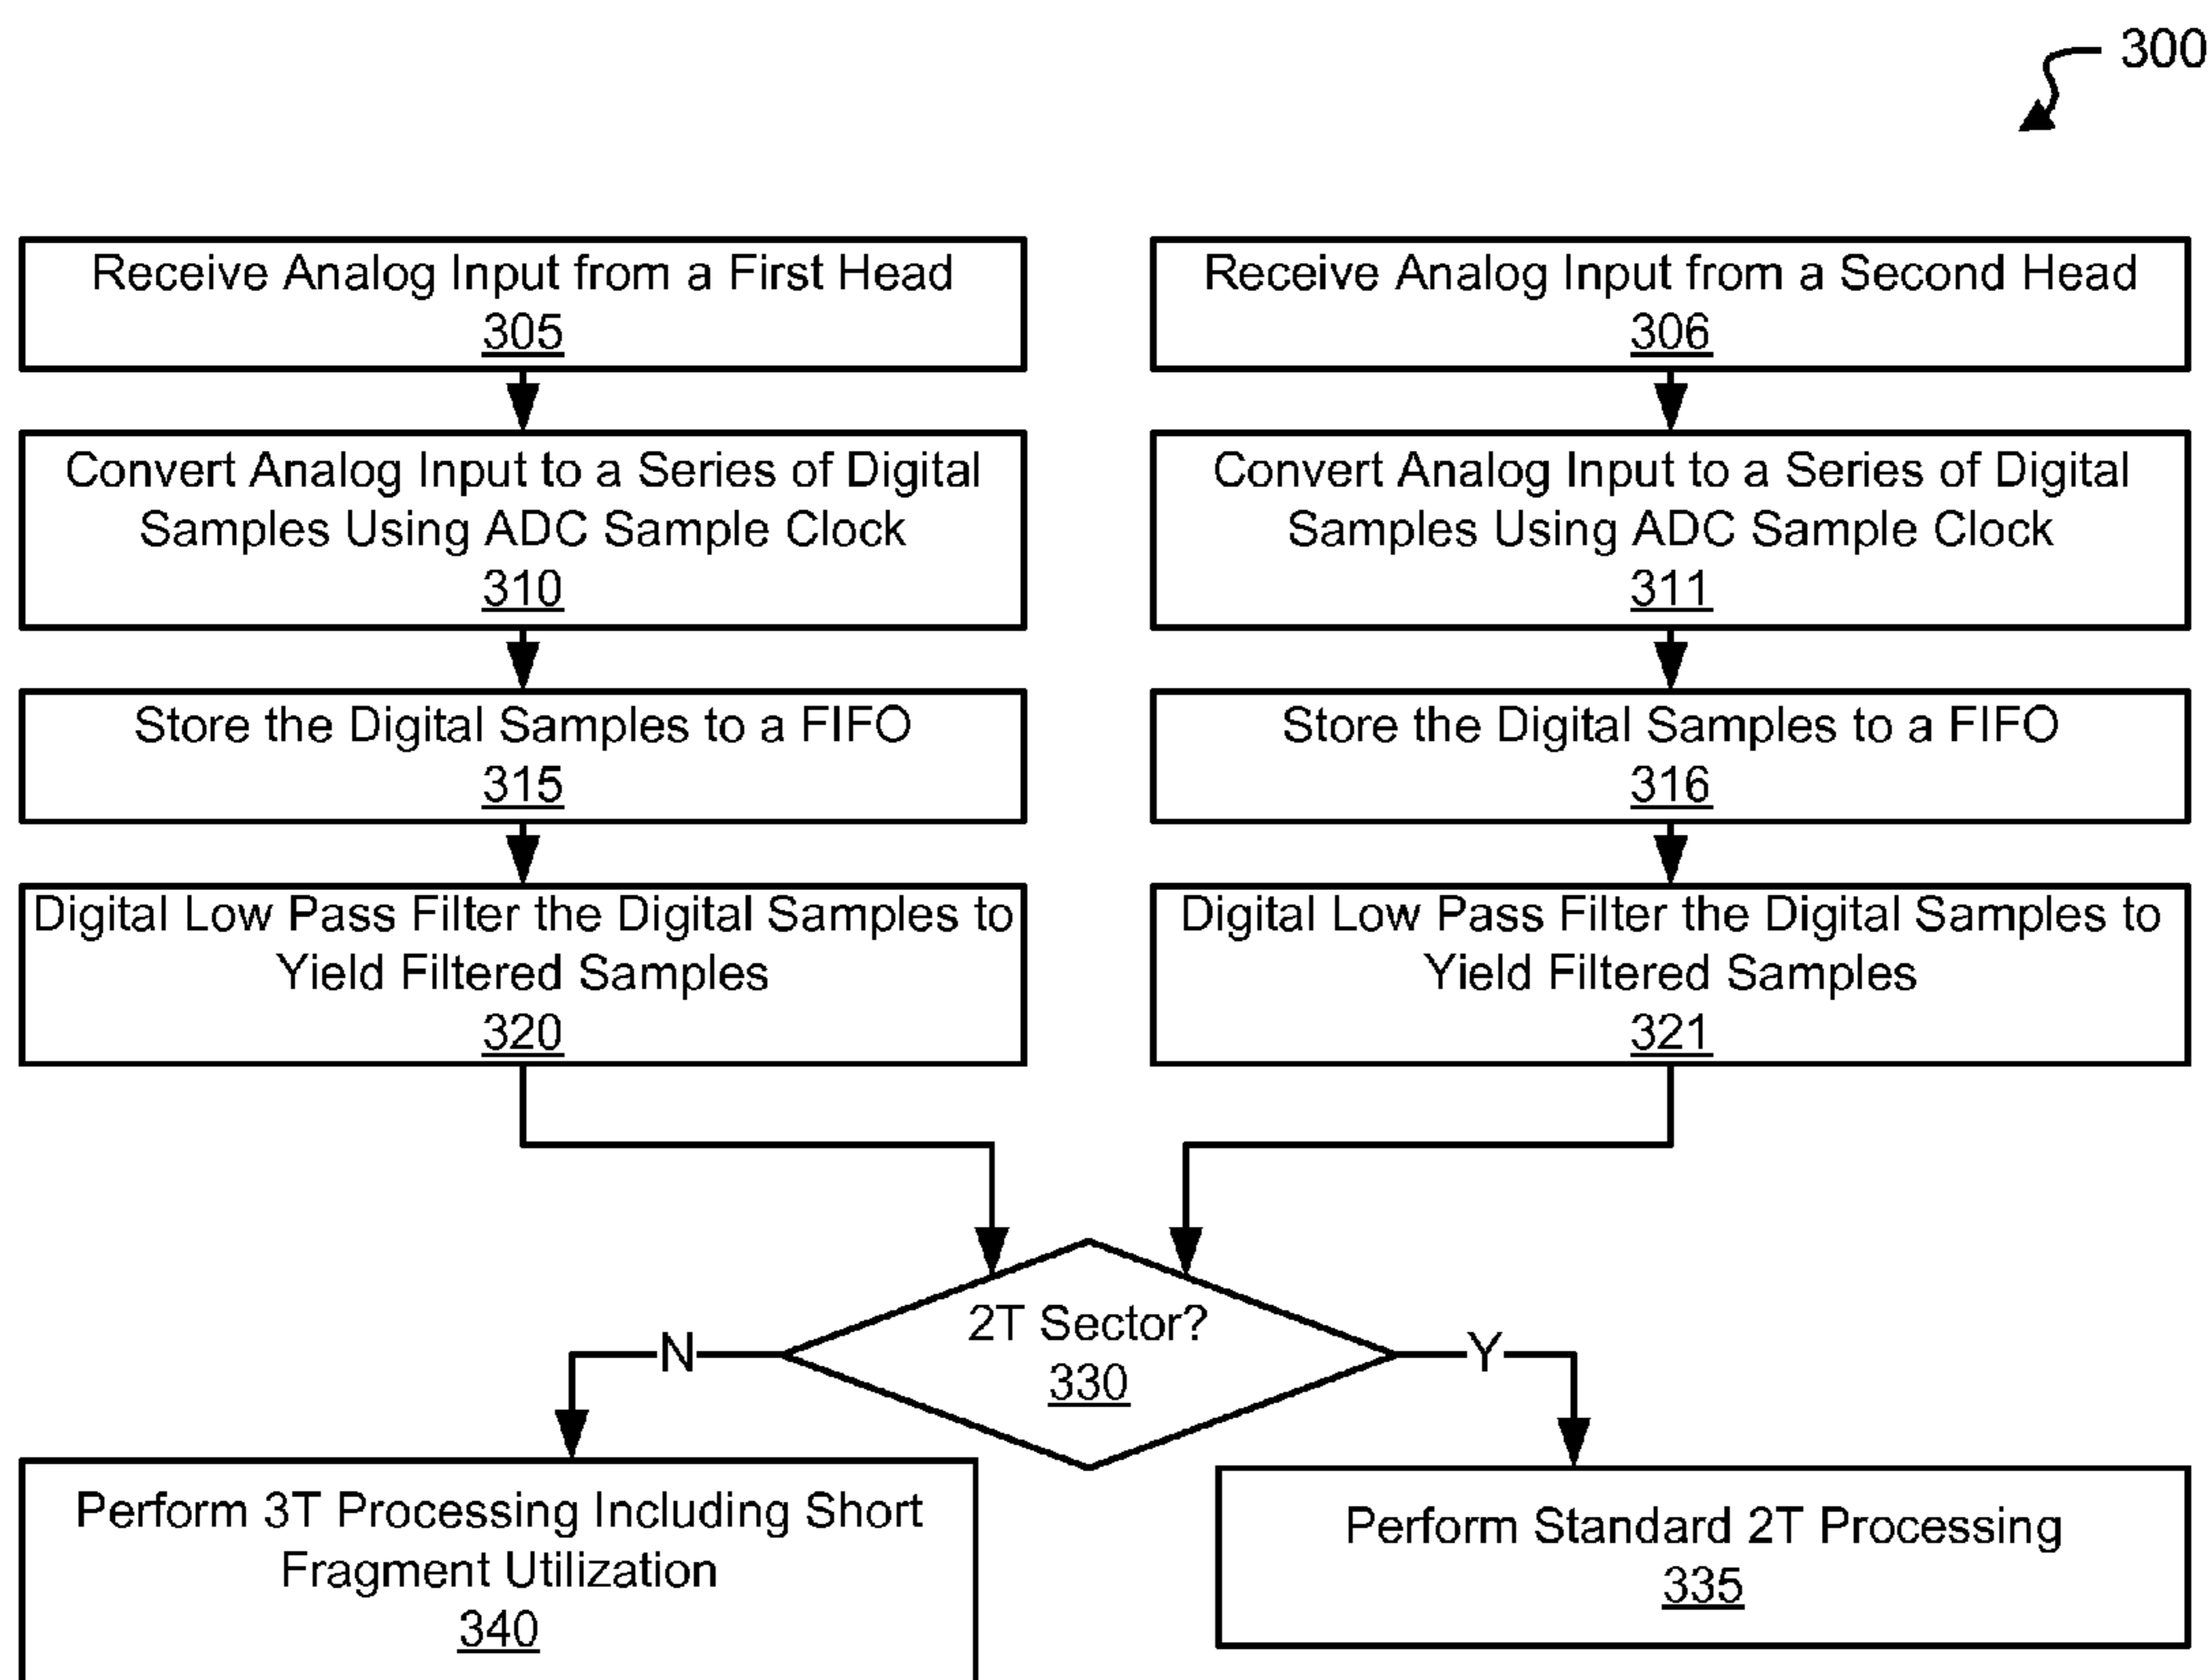 300
Receive Analog Input from a First Head
305
Receive Analog Input from a Second Head
306
Convert Analog Input to a Series of Digital
Samples Using ADC Sample Clock
310
Convert Analog Input to a Series of Digital
Samples Using ADC Sample Clock
311
Store the Digital Samples to a FIFO
315
Store the Digital Samples to a FIFO
316
Digital Low Pass Filter the Digital Samples to
Yield Filtered Samples
320
Digital Low Pass Filter the Digital Samples to
Yield Filtered Samples
321
2T Sector?
330
N
Y
Perform 3T Processing Including Short
Fragment Utilization
340
Perform Standard 2T Processing
335